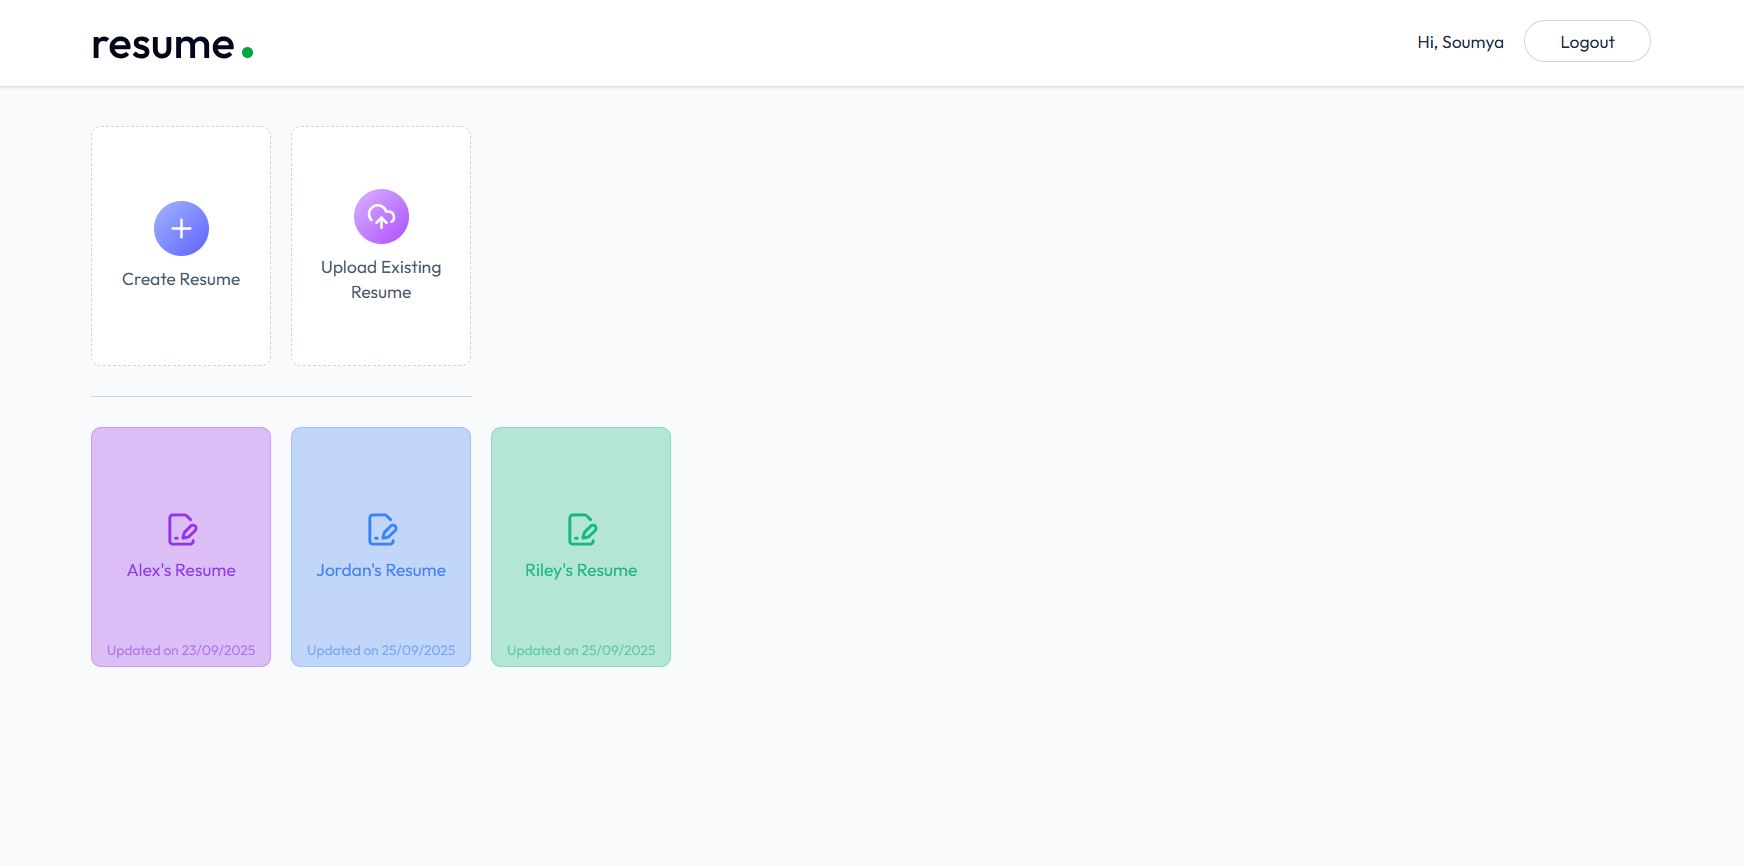 resume.
Hi, Soumya
Logout
Create Resume
Upload Existing
Resume
Alex's Resume
Updated on 23/09/2025
Jordan's Resume
Updated on 25/09/2025
Riley's Resume
Updated on 25/09/2025